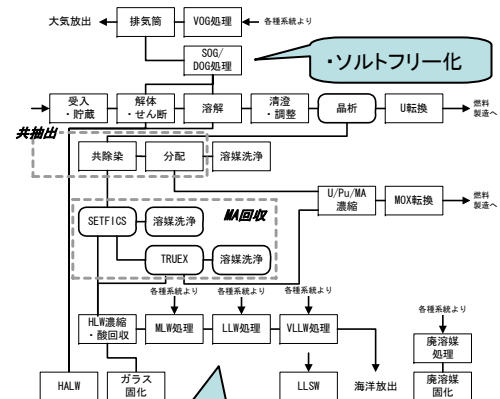 大気放出
排気筒
VOG処理
各種系統より
SOG/
DOG処理
・ソルトフリー化
受入
・貯蔵
解体
・せん断
溶解
清澄
・調整
晶析
U転換
燃料
製造へ
共抽出
共除染
分配
溶媒洗浄
U/Pu/MA
濃縮
MOX転換
燃料
製造へ
MA回収
SETFICS
溶媒洗浄
TRUEX
溶媒洗浄
各種系統より
各種系統より
各種系統より
各種系統より
HLW濃縮
・酸回収
MLW処理
LLW処理
VLLW処理
廃溶媒
処理
HALW
ガラス
固化
LLSW
海洋放出
廃溶媒
固化